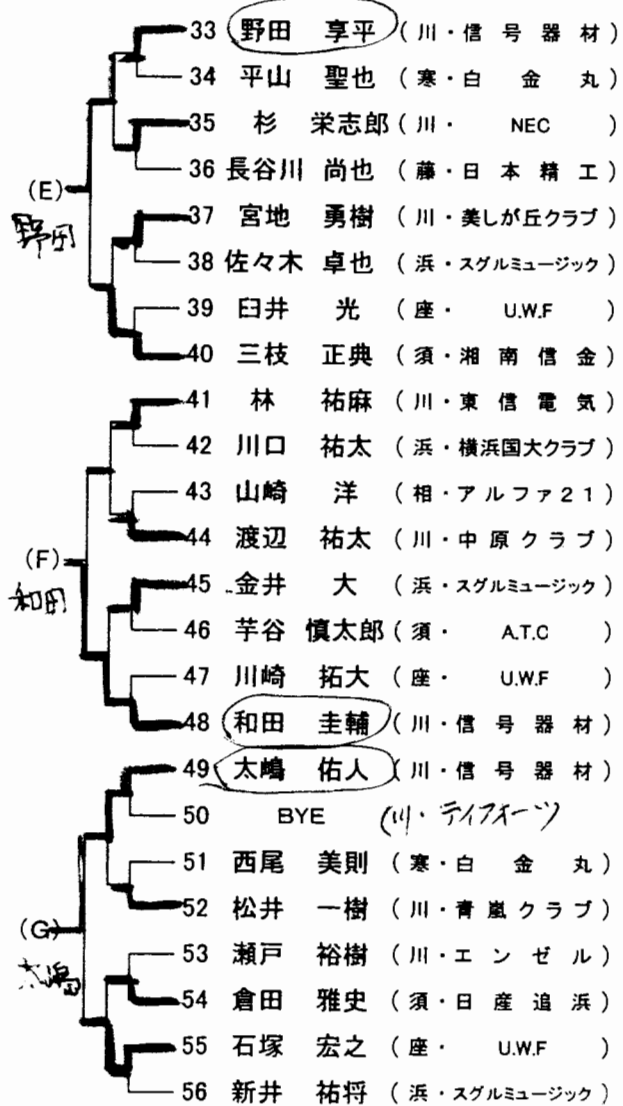 33 野田 享平 (川・信号器材)
34 平山 聖也 (寒・白金丸)
35 杉 栄志郎 (川・NEC)
36 長谷川 尚也 (藤・日本精工)
(E)
野田
37 宮地 勇樹 (川・美しが丘クラブ)
38 佐々木 卓也 (浜・スグルミュージック)
39 臼井 光 (座・U.W.F)
40 三枝 正典 (須・湘南信金)
41 林 祐麻 (川・東信電気)
42 川口 祐太 (浜・横浜国大クラブ)
43 山崎 洋 (相・アルファ21)
44 渡辺 祐太 (川・中原クラブ)
(F)
和田
45 金井 大 (浜・スグルミュージック)
46 芋谷 慎太郎 (須・A.T.C)
47 川崎 拓大 (座・U.W.F)
48 和田 圭輔 (川・信号器材)
49 大嶋 佑人 (川・信号器材)
50 BYE (川・ティフオーツ)
51 西尾 美則 (寒・白金丸)
52 松井 一樹 (川・青嵐クラブ)
(G)
大嶋
53 瀬戸 裕樹 (川・エンゼル)
54 倉田 雅史 (須・日産追浜)
55 石塚 宏之 (座・U.W.F)
56 新井 祐将 (浜・スグルミュージック)